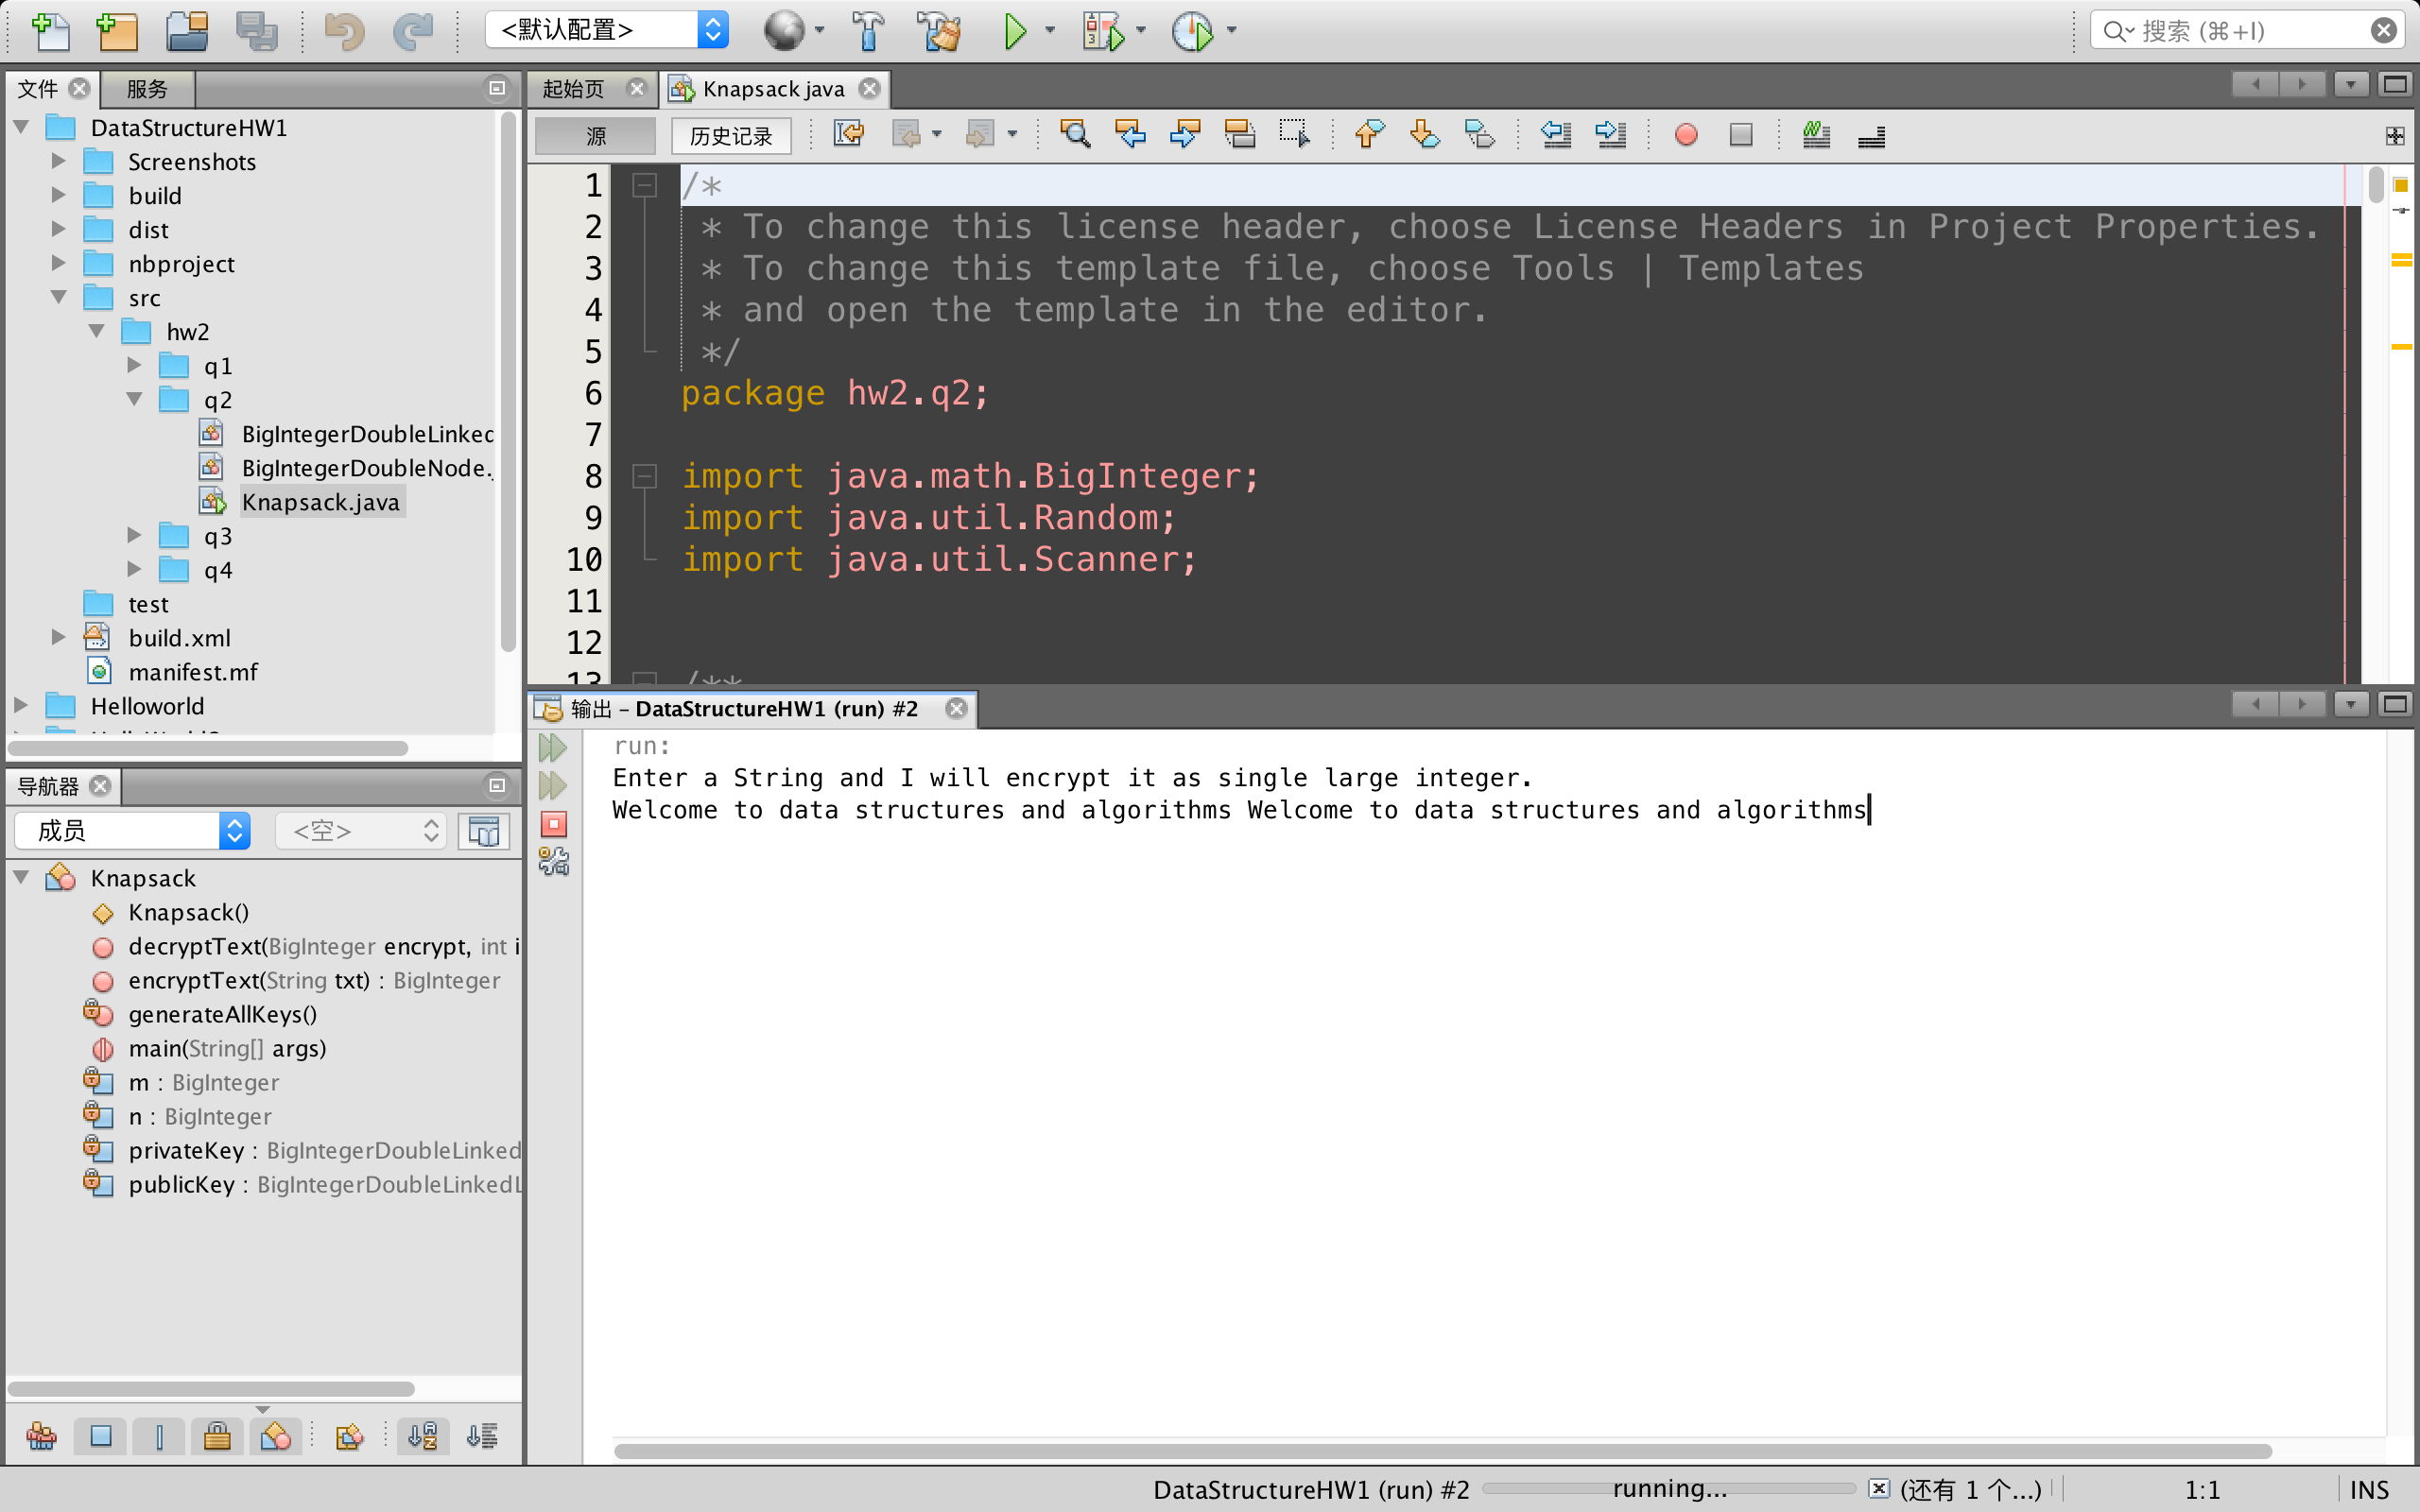 <默认配置>
搜索 (⌘+I)
文件
服务
DataStructureHW1
Screenshots
build
dist
nbproject
src
hw2
q1
q2
BigIntegerDoubleLinked
BigIntegerDoubleNode.
Knapsack.java
q3
q4
test
build.xml
manifest.mf
Helloworld
起始页
Knapsack java
源
历史记录
1 /*
2 * To change this license header, choose License Headers in Project Properties.
3 * To change this template file, choose Tools | Templates
4 * and open the template in the editor.
5 */
6 package hw2.q2;
7
8 import java.math.BigInteger;
9 import java.util.Random;
10 import java.util.Scanner;
11
12
13 /**
输出 – DataStructureHW1 (run) #2
run:
Enter a String and I will encrypt it as single large integer.
Welcome to data structures and algorithms Welcome to data structures and algorithms
导航器
成员
<空>
Knapsack
Knapsack()
decryptText(BigInteger encrypt, int i
encryptText(String txt) : BigInteger
generateAllKeys()
main(String[] args)
m : BigInteger
n : BigInteger
privateKey : BigIntegerDoubleLinked
publicKey : BigIntegerDoubleLinkedL
DataStructureHW1 (run) #2
running...
(还有 1 个...)
1:1
INS